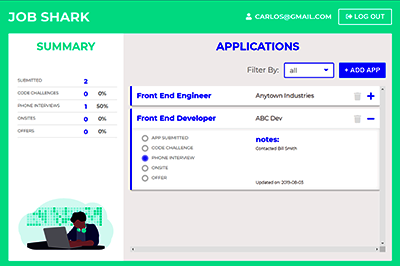 JOB SHARK
CARLOS@GMAIL.COM
LOG OUT
SUMMARY
SUBMITTED 2
CODE CHALLENGES 0 0%
PHONE INTERVIEWS 1 50%
ONSITES 0 0%
OFFERS 0 0%
APPLICATIONS
Filter By: all
+ ADD APP
Front End Engineer Anytown Industries
Front End Developer ABC Dev
APP SUBMITTED
CODE CHALLENGE
PHONE INTERVIEW
ONSITE
OFFER
notes:
Contacted Bill Smith
Updated on: 2019-08-03